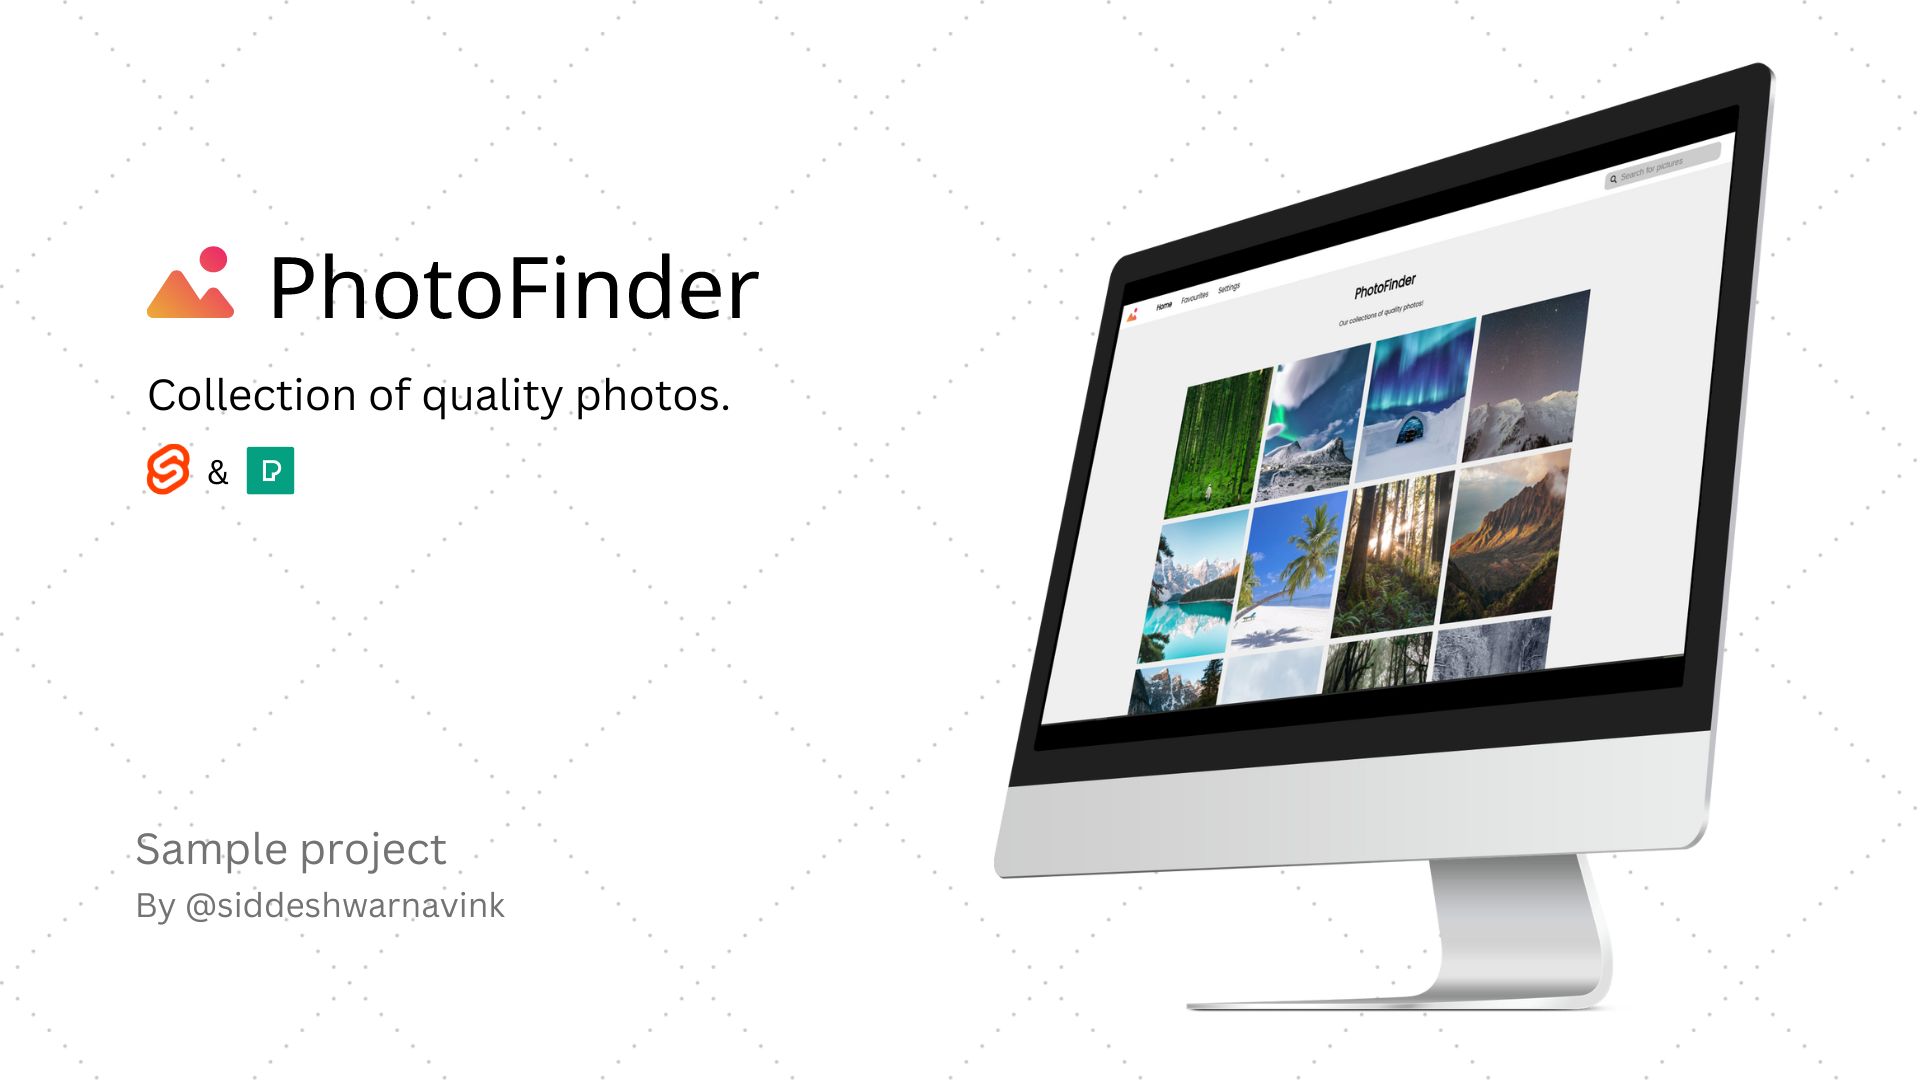 PhotoFinder
Collection of quality photos.
&
Sample project
By @siddeshwarnavink
Search for pictures
Home Favourites Settings
PhotoFinder
Our collections of quality photos!